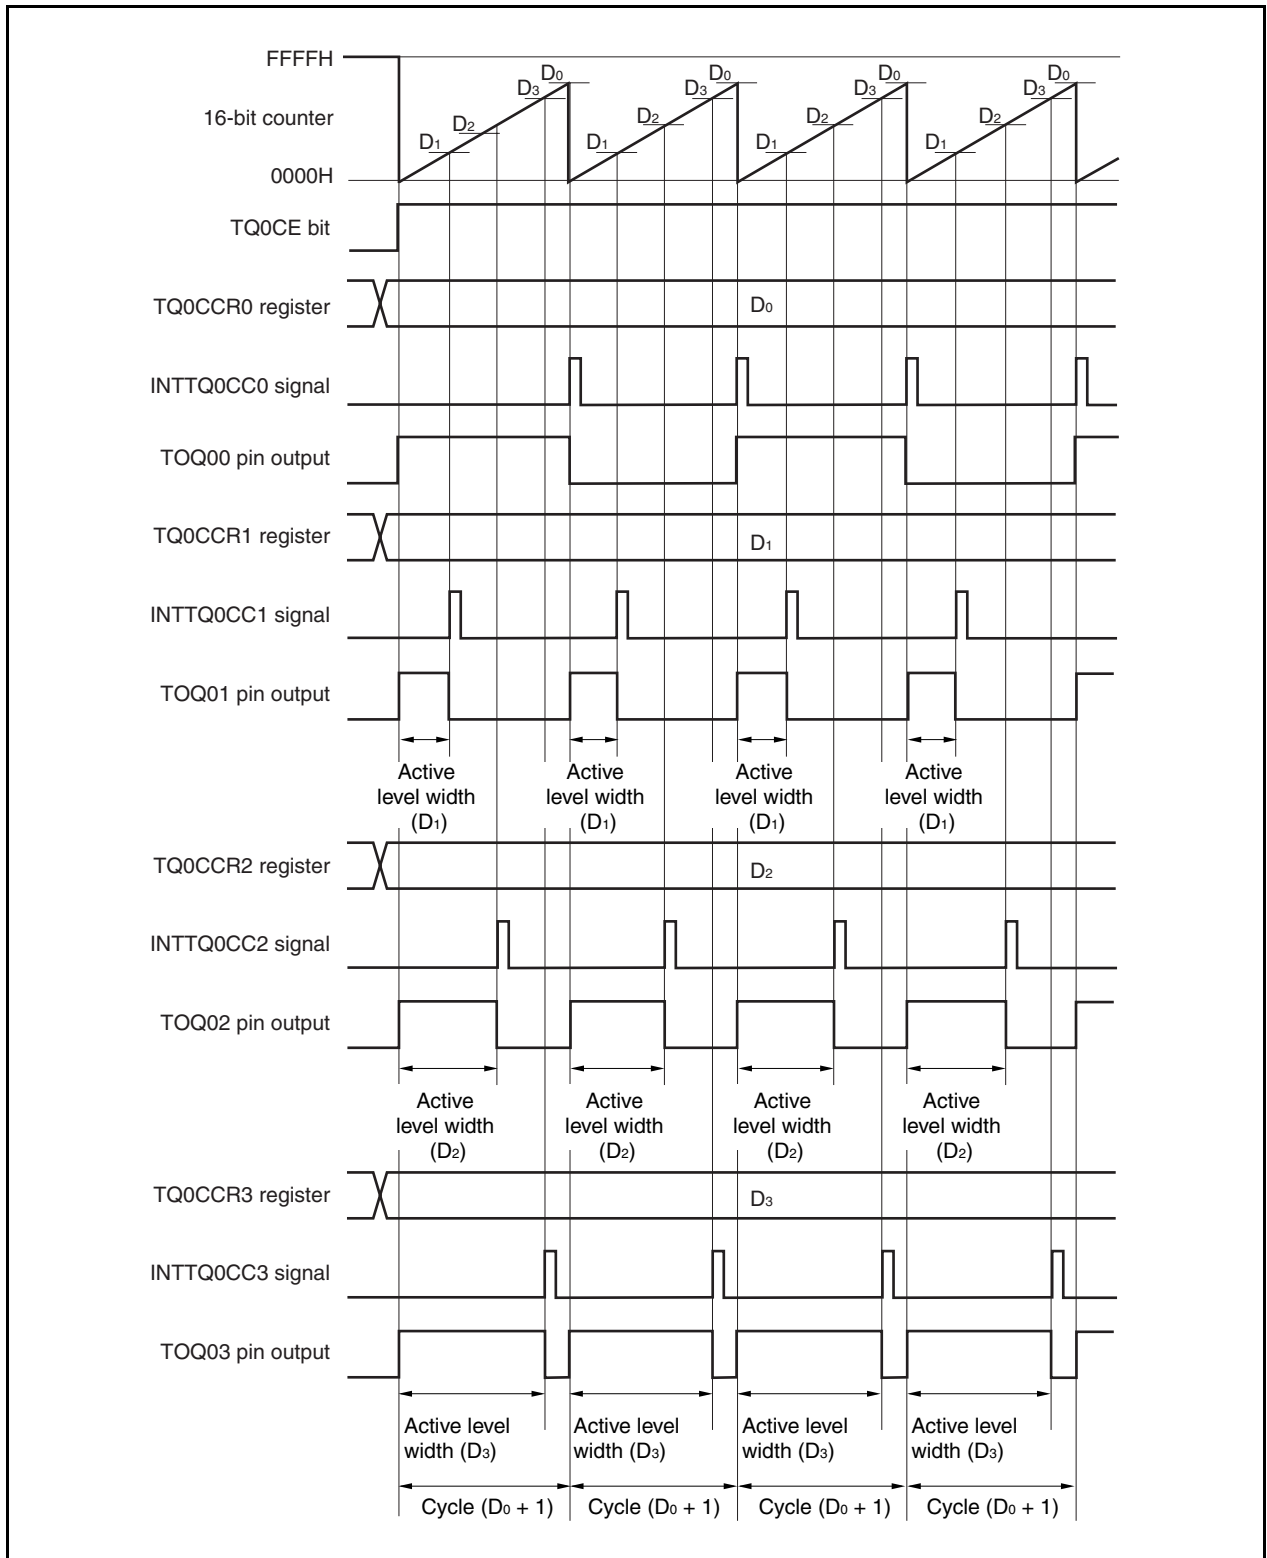 FFFFH
D0 D0 D0 D0
D3 D3 D3 D3
16-bit counter
D2 D2 D2 D2
D1 D1 D1 D1
0000H
TQ0CE bit
TQ0CCR0 register
D0
INTTQ0CC0 signal
TOQ00 pin output
TQ0CCR1 register
D1
INTTQ0CC1 signal
TOQ01 pin output
Active Active Active Active
level width level width level width level width
(D1) (D1) (D1) (D1)
TQ0CCR2 register
D2
INTTQ0CC2 signal
TOQ02 pin output
Active Active Active Active
level width level width level width level width
(D2) (D2) (D2) (D2)
TQ0CCR3 register
D3
INTTQ0CC3 signal
TOQ03 pin output
Active level Active level Active level Active level
width (D3) width (D3) width (D3) width (D3)
Cycle (D0 + 1) Cycle (D0 + 1) Cycle (D0 + 1) Cycle (D0 + 1)